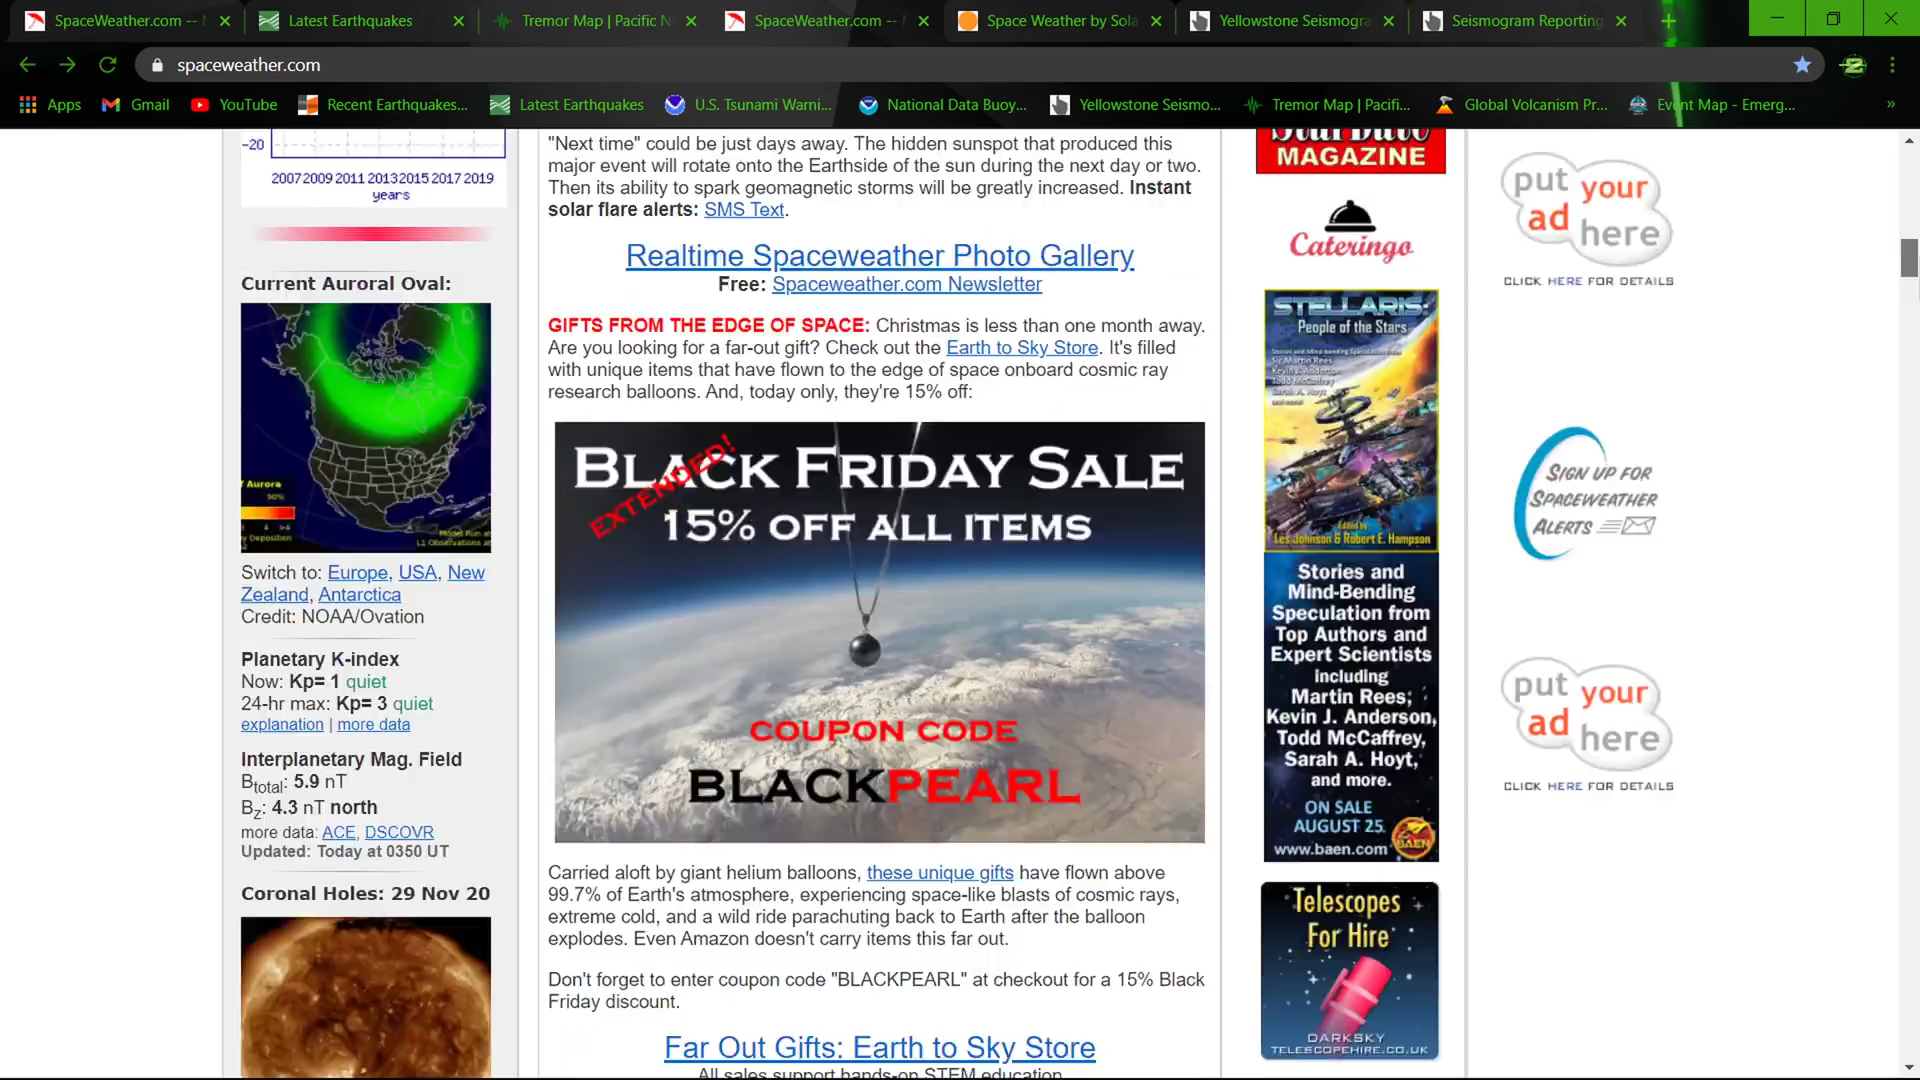 SpaceWeather.com -- N
Latest Earthquakes
Tremor Map | Pacific N
SpaceWeather.com -- N
Space Weather by Sola
Yellowstone Seismogra
Seismogram Reporting
spaceweather.com
Apps
Gmail
YouTube
Recent Earthquakes...
Latest Earthquakes
U.S. Tsunami Warni...
National Data Buoy...
Yellowstone Seismo...
Tremor Map | Pacifi...
Global Volcanism Pr...
Event Map - Emerg...
»
-20
2007 2009 2011 2013 2015 2017 2019
years
Current Auroral Oval:
Aurora
90%
Switch to: Europe, USA, New
Zealand, Antarctica
Credit: NOAA/Ovation
Planetary K-index
Now: Kp= 1 quiet
24-hr max: Kp= 3 quiet
explanation | more data
Interplanetary Mag. Field
Btotal: 5.9 nT
Bz: 4.3 nT north
more data: ACE, DSCOVR
Updated: Today at 0350 UT
Coronal Holes: 29 Nov 20
"Next time" could be just days away. The hidden sunspot that produced this
major event will rotate onto the Earthside of the sun during the next day or two.
Then its ability to spark geomagnetic storms will be greatly increased. Instant
solar flare alerts: SMS Text.
Realtime Spaceweather Photo Gallery
Free: Spaceweather.com Newsletter
GIFTS FROM THE EDGE OF SPACE: Christmas is less than one month away.
Are you looking for a far-out gift? Check out the Earth to Sky Store. It's filled
with unique items that have flown to the edge of space onboard cosmic ray
research balloons. And, today only, they're 15% off:
BLACK FRIDAY SALE
EXTENDED!
15% OFF ALL ITEMS
COUPON CODE
BLACKPEARL
Carried aloft by giant helium balloons, these unique gifts have flown above
99.7% of Earth's atmosphere, experiencing space-like blasts of cosmic rays,
extreme cold, and a wild ride parachuting back to Earth after the balloon
explodes. Even Amazon doesn't carry items this far out.
Don't forget to enter coupon code "BLACKPEARL" at checkout for a 15% Black
Friday discount.
Far Out Gifts: Earth to Sky Store
All sales support hands-on STEM education
StarDate
MAGAZINE
Cateringo
STELLARIS:
People of the Stars
Stories and Mind-bending Speculation from
Sir Martin Rees
Kevin J. Anderson
Todd McCaffrey
Sarah A. Hoyt
and more!
Edited by
Les Johnson & Robert E. Hampson
Stories and
Mind-Bending
Speculation from
Top Authors and
Expert Scientists
including
Martin Rees,
Kevin J. Anderson,
Todd McCaffrey,
Sarah A. Hoyt,
and more.
ON SALE
AUGUST 25
BAEN
www.baen.com
Telescopes
For Hire
DARKSKY
TELESCOPEHIRE.CO.UK
put your
ad here
CLICK HERE FOR DETAILS
SIGN UP FOR
SPACEWEATHER
ALERTS
put your
ad here
CLICK HERE FOR DETAILS